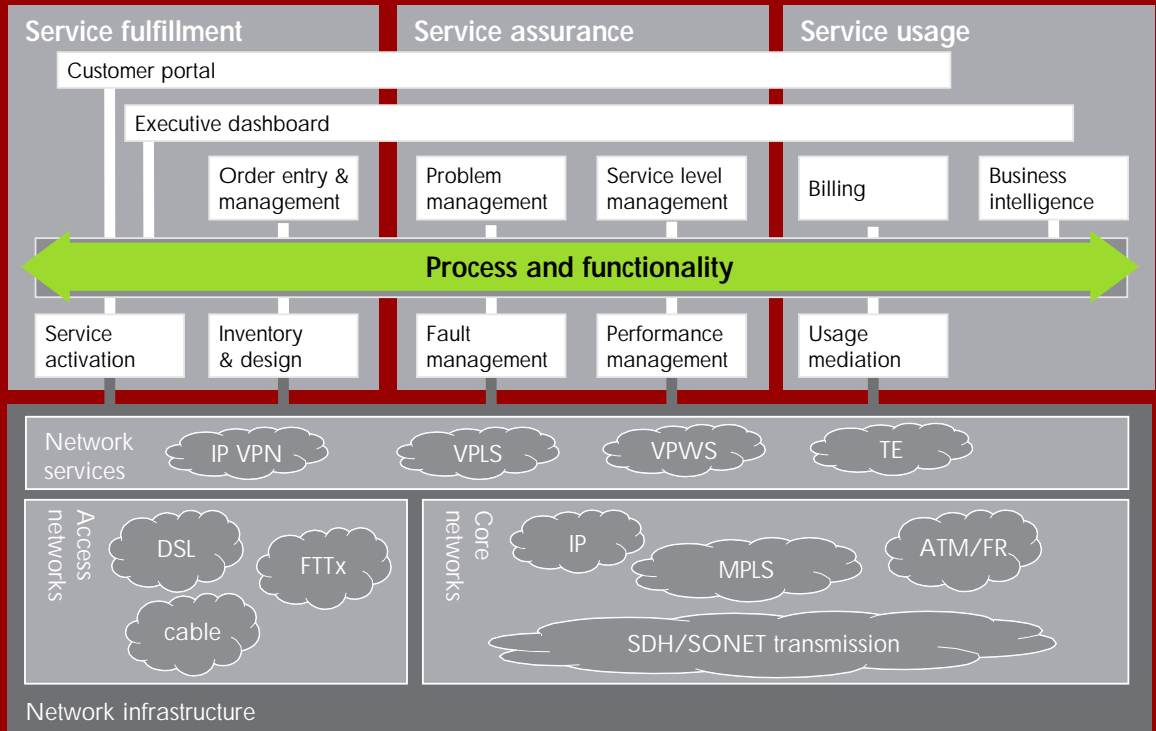 Service fulfillment
Service assurance
Service usage
Customer portal
Executive dashboard
Order entry &
management
Problem
management
Service level
management
Billing
Business
intelligence
Process and functionality
Service
activation
Inventory
& design
Fault
management
Performance
management
Usage
mediation
Network
services
IP VPN
VPLS
VPWS
TE
Access
networks
DSL
FTTx
cable
Core
networks
IP
MPLS
ATM/FR
SDH/SONET transmission
Network infrastructure